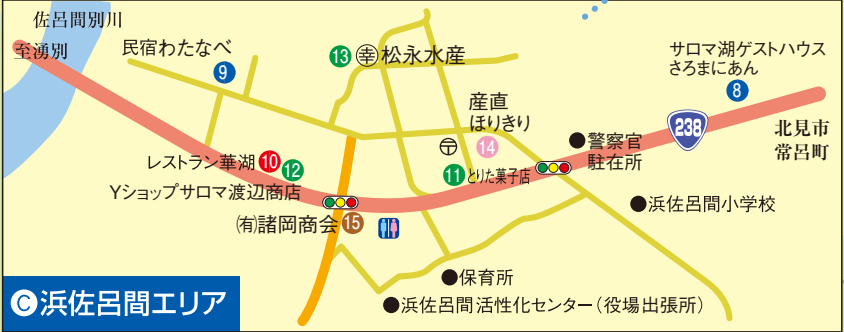 佐呂間別川
至湧別
民宿わたなべ
9
13 幸 松永水産
サロマ湖ゲストハウス
さろまにあん
8
産直
ほりきり
14
〒
238
北見市
常呂町
警察官
駐在所
レストラン華湖 10
12
Yショップサロマ渡辺商店
11 とりた菓子店
浜佐呂間小学校
㈲諸岡商会 15
保育所
浜佐呂間活性化センター(役場出張所)
C 浜佐呂間エリア